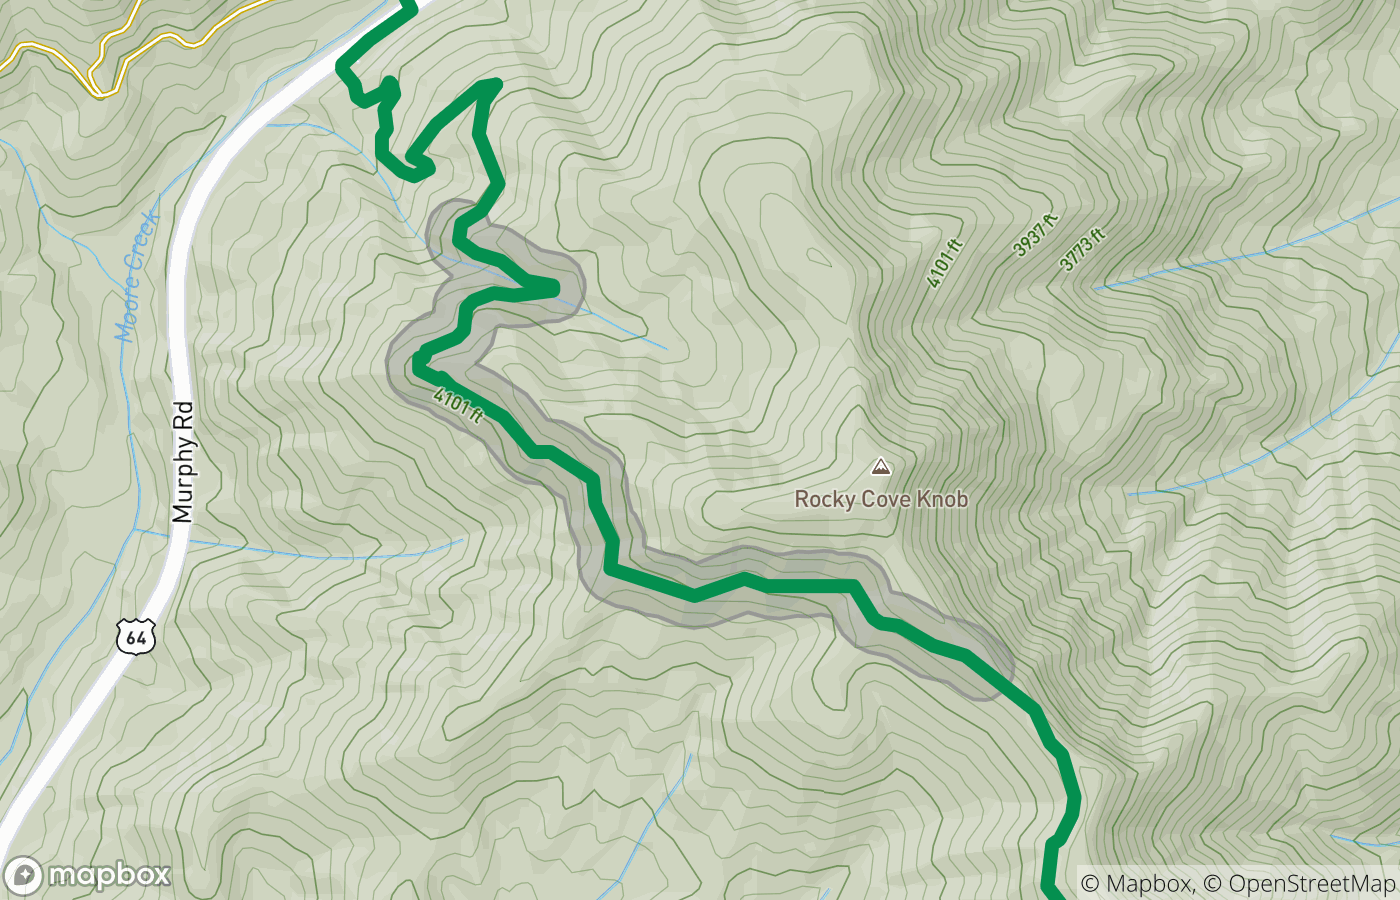 Moore Creek
4101 ft
3937 ft
3773 ft
4101 ft
Murphy Rd
Rocky Cove Knob
64
mapbox
© Mapbox, © OpenStreetMap